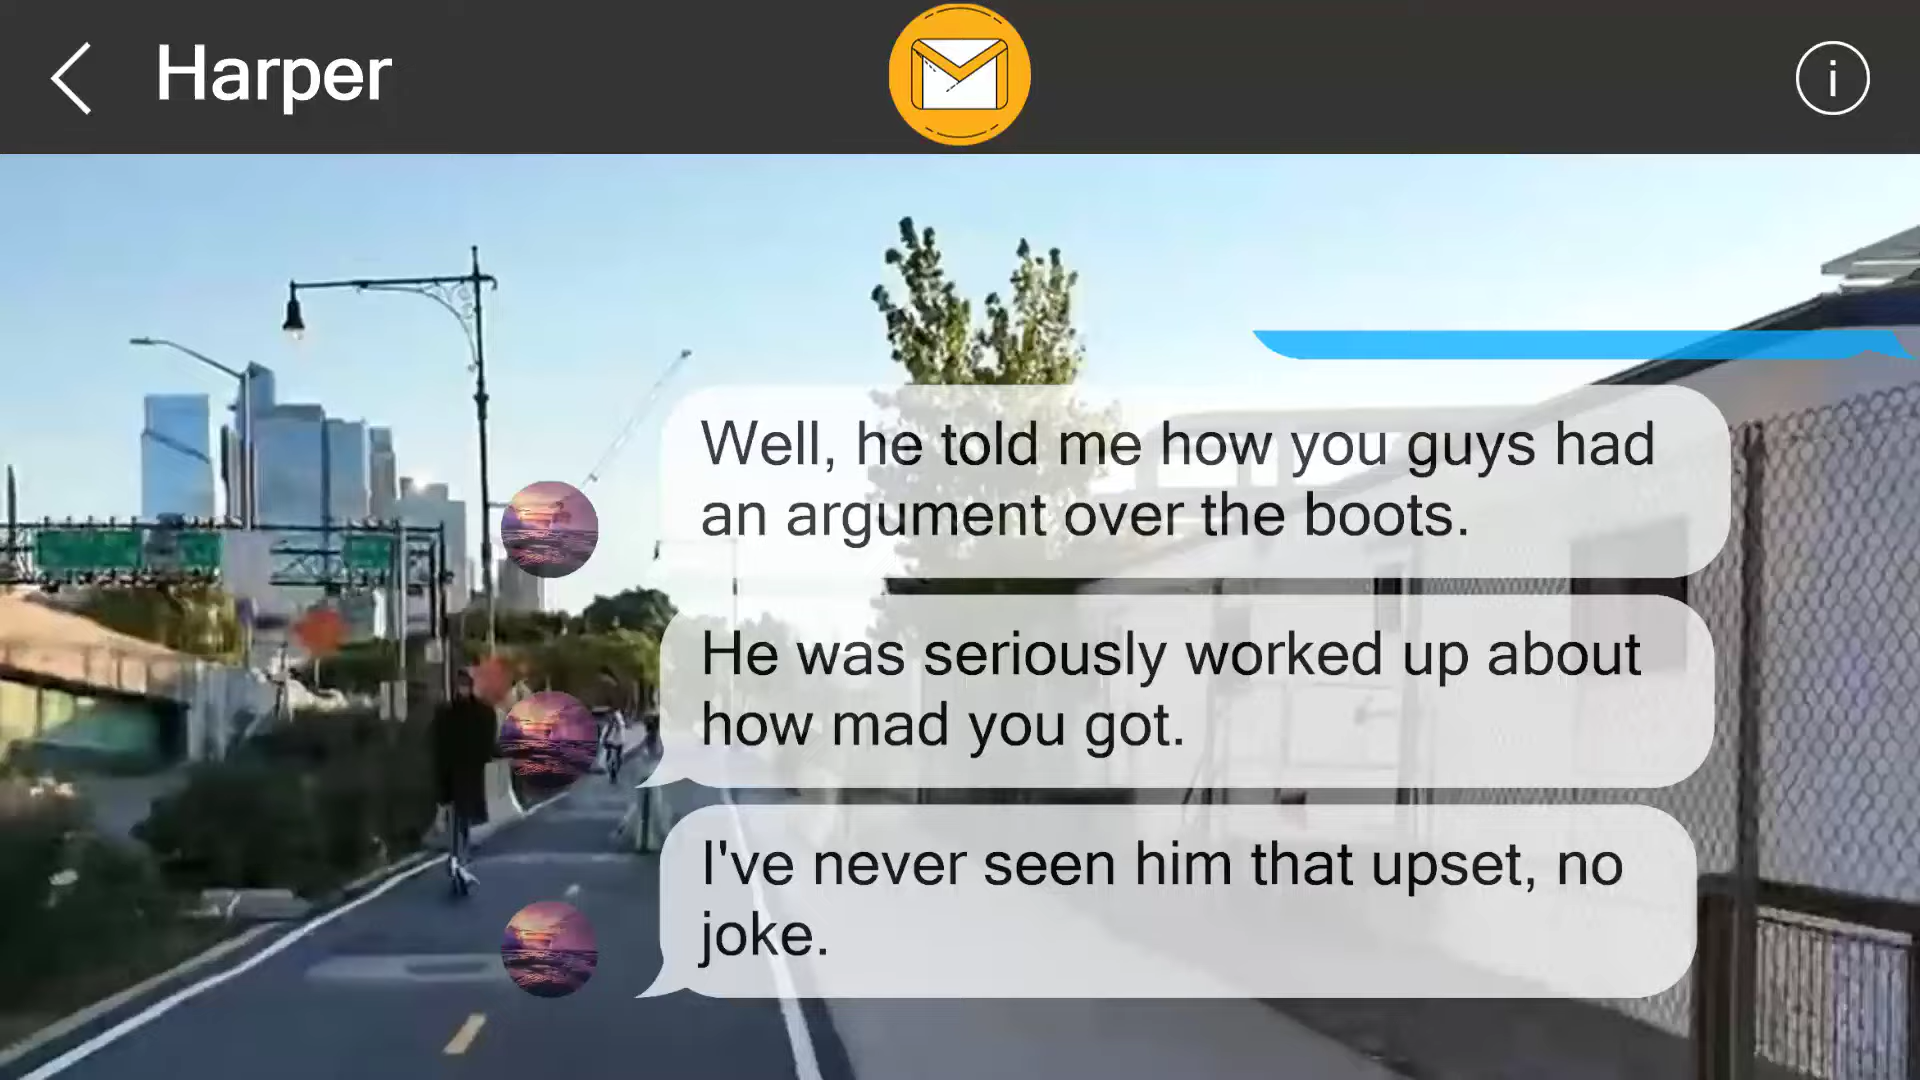 Harper
i
Well, he told me how you guys had
an argument over the boots.
He was seriously worked up about
how mad you got.
I've never seen him that upset, no
joke.